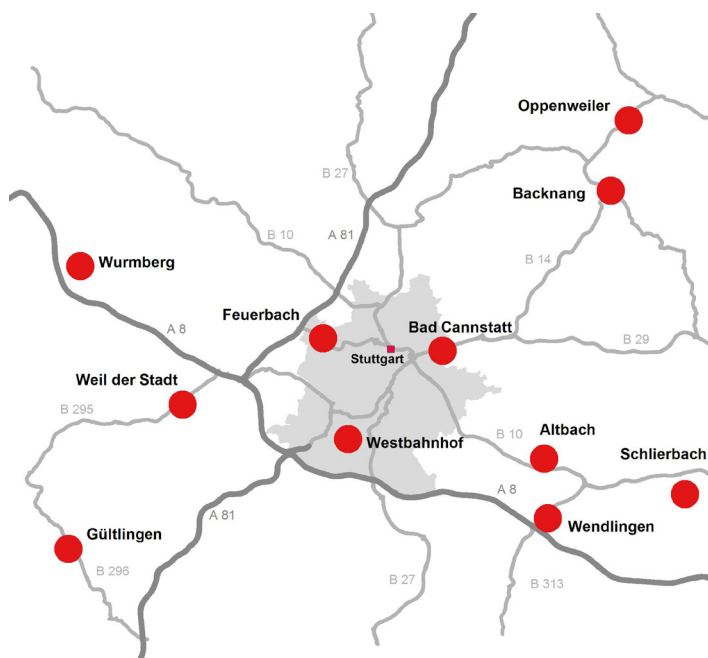 Oppenweiler
B 27
Backnang
B 10
A 81
Wurmberg
B 14
Feuerbach
Bad Cannstatt
A 8
B 29
Stuttgart
Weil der Stadt
B 295
Altbach
B 10
Westbahnhof
Schlierbach
A 8
A 81
Wendlingen
Gültlingen
B 296
B 27
B 313